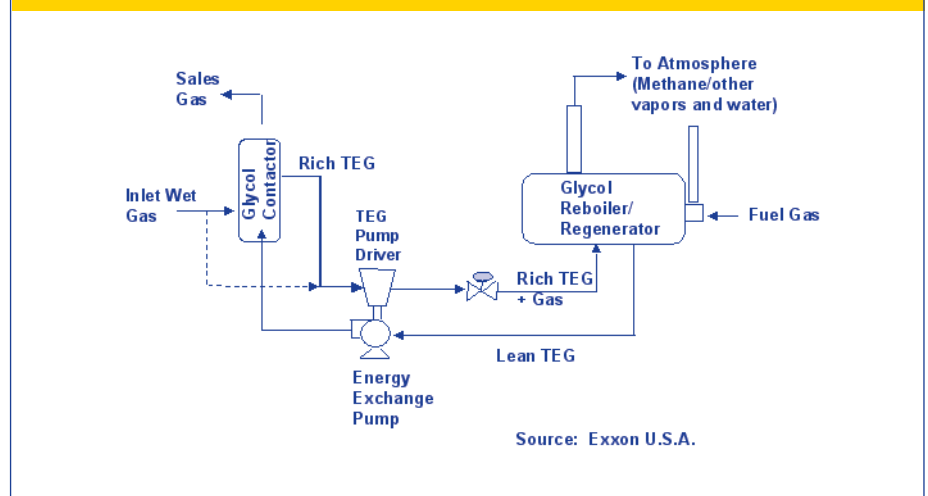 To Atmosphere
(Methane/other
vapors and water)
Sales
Gas
Glycol
Contactor
Rich TEG
Inlet Wet
Gas
TEG
Pump
Driver
Glycol
Reboiler/
Regenerator
Fuel Gas
Rich TEG
+ Gas
Lean TEG
Energy
Exchange
Pump
Source: Exxon U.S.A.